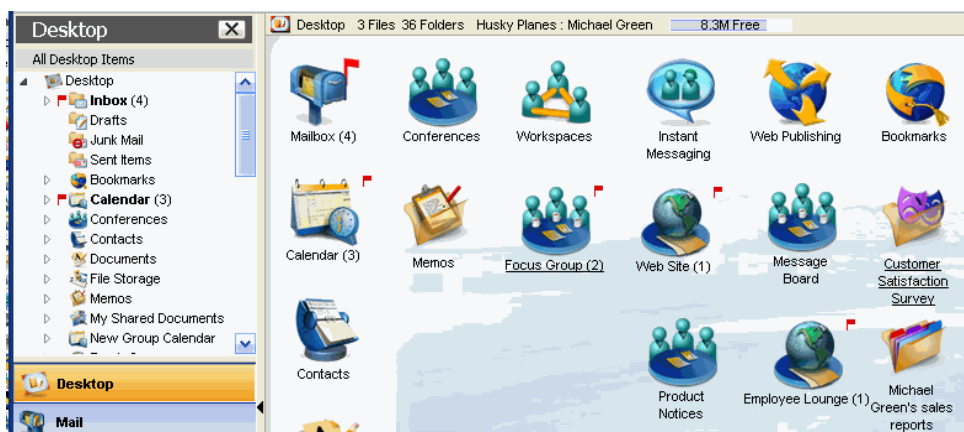 Desktop
All Desktop Items
Desktop
Inbox (4)
Drafts
Junk Mail
Sent Items
Bookmarks
Calendar (3)
Conferences
Contacts
Documents
File Storage
Memos
My Shared Documents
New Group Calendar
Desktop
Mail
Desktop 3 Files 36 Folders Husky Planes : Michael Green 8.3M Free
Mailbox (4)
Conferences
Workspaces
Instant
Messaging
Web Publishing
Bookmarks
Calendar (3)
Memos
Focus Group (2)
Web Site (1)
Message
Board
Customer
Satisfaction
Survey
Contacts
Product
Notices
Employee Lounge (1)
Michael
Green's sales
reports